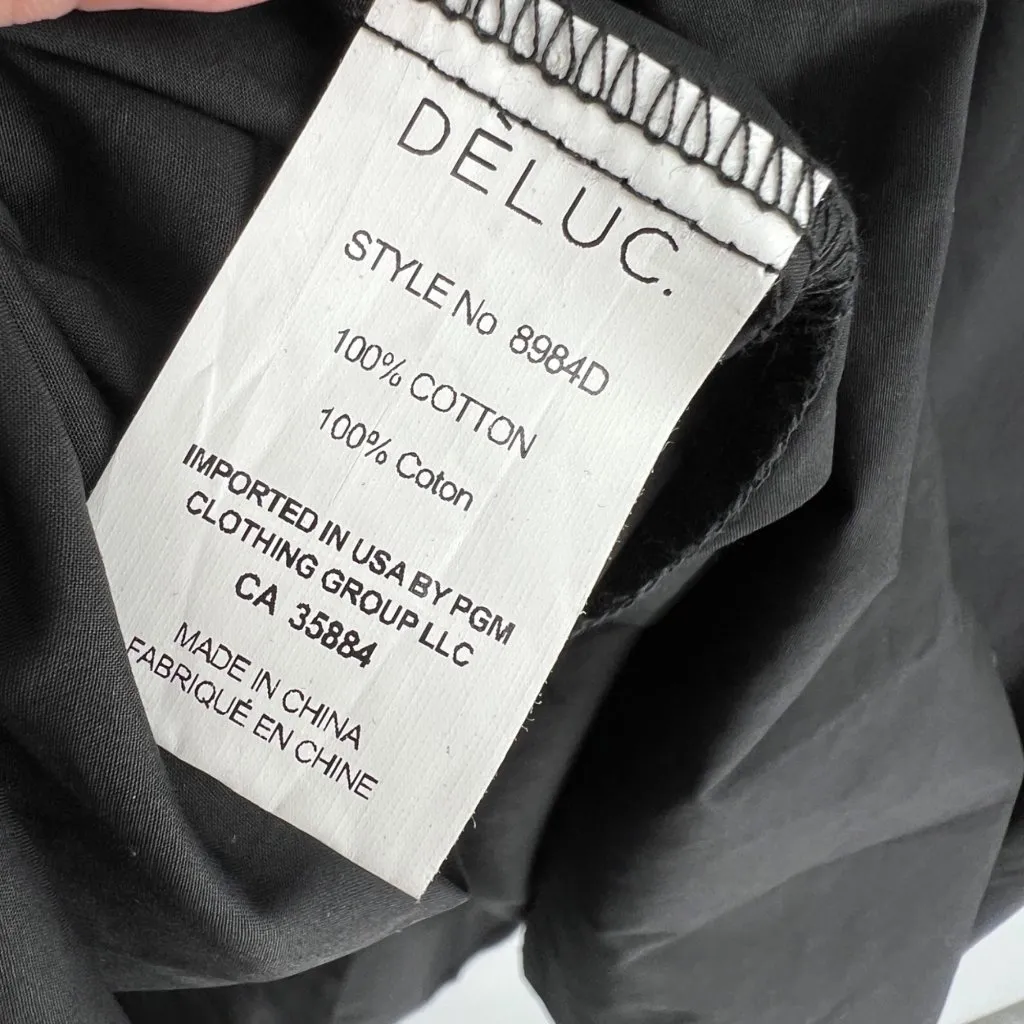 DÉLUC.
STYLE No 8984D
100% COTTON
100% Coton
IMPORTED IN USA BY PGM
CLOTHING GROUP LLC
CA 35884
MADE IN CHINA
FABRIQUÉ EN CHINE